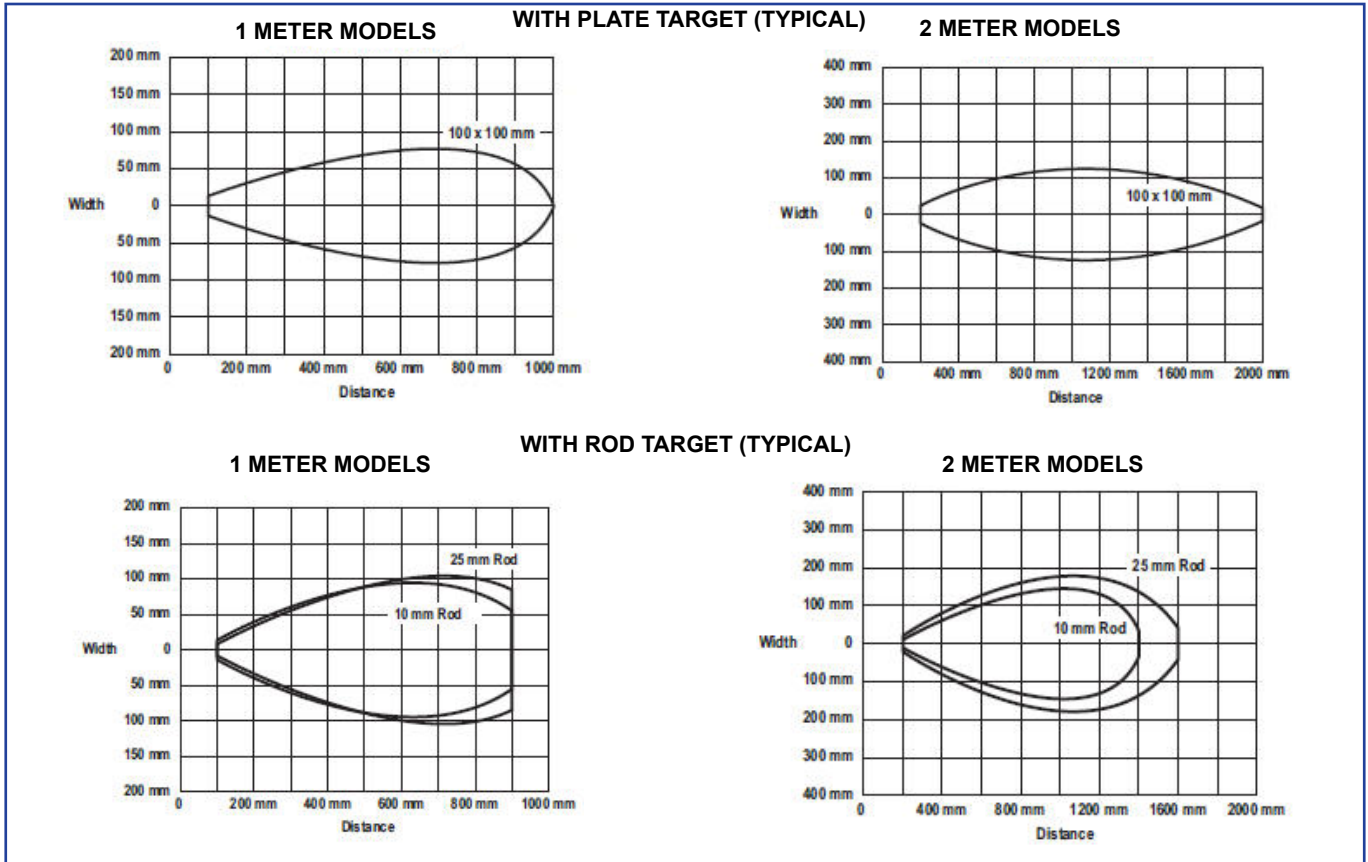 WITH PLATE TARGET (TYPICAL)
1 METER MODELS
200 mm
150 mm
100 mm
50 mm
Width
0
50 mm
100 mm
150 mm
200 mm
100 x 100 mm
0 200 mm 400 mm 600 mm 800 mm 1000 mm
Distance
2 METER MODELS
400 mm
300 mm
200 mm
100 mm
Width
0
100 mm
200 mm
300 mm
400 mm
100 x 100 mm
0 400 mm 800 mm 1200 mm 1600 mm 2000 mm
Distance
WITH ROD TARGET (TYPICAL)
1 METER MODELS
200 mm
150 mm
100 mm
50 mm
Width
0
50 mm
100 mm
150 mm
200 mm
25 mm Rod
10 mm Rod
0 200 mm 400 mm 600 mm 800 mm 1000 mm
Distance
2 METER MODELS
400 mm
300 mm
200 mm
100 mm
Width
0
100 mm
200 mm
300 mm
400 mm
25 mm Rod
10 mm Rod
0 400 mm 800 mm 1200 mm 1600 mm 2000 mm
Distance